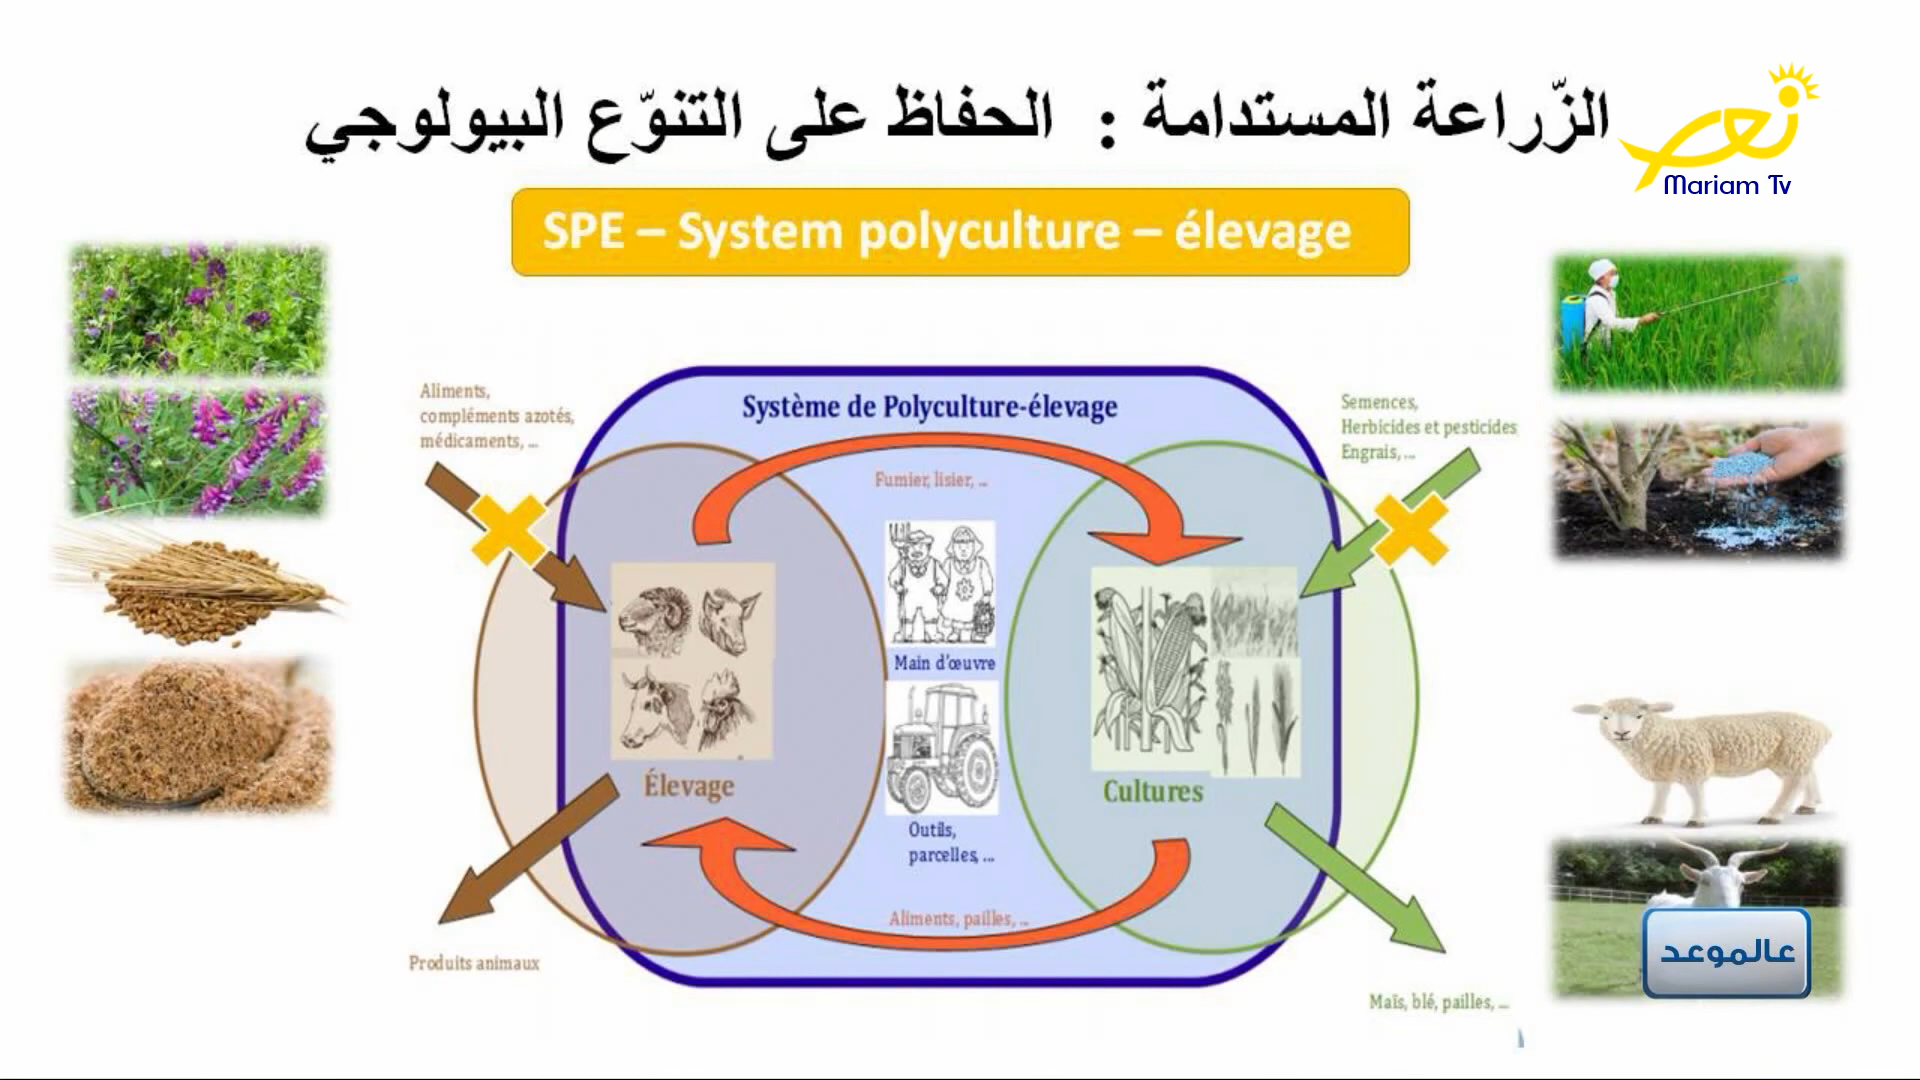 الزّراعة المستدامة : الحفاظ على التنوّع البيولوجي
نعم
Mariam Tv
SPE – System polyculture – élevage
Système de Polyculture-élevage
Aliments,
compléments azotés,
médicaments, ...
Semences,
Herbicides et pesticides
Engrais,...
Fumier, lisier, ...
Main d'œuvre
Élevage
Cultures
Outils,
parcelles, ...
Aliments, pailles, ...
Produits animaux
Maïs, blé, pailles, ...
عالموعد